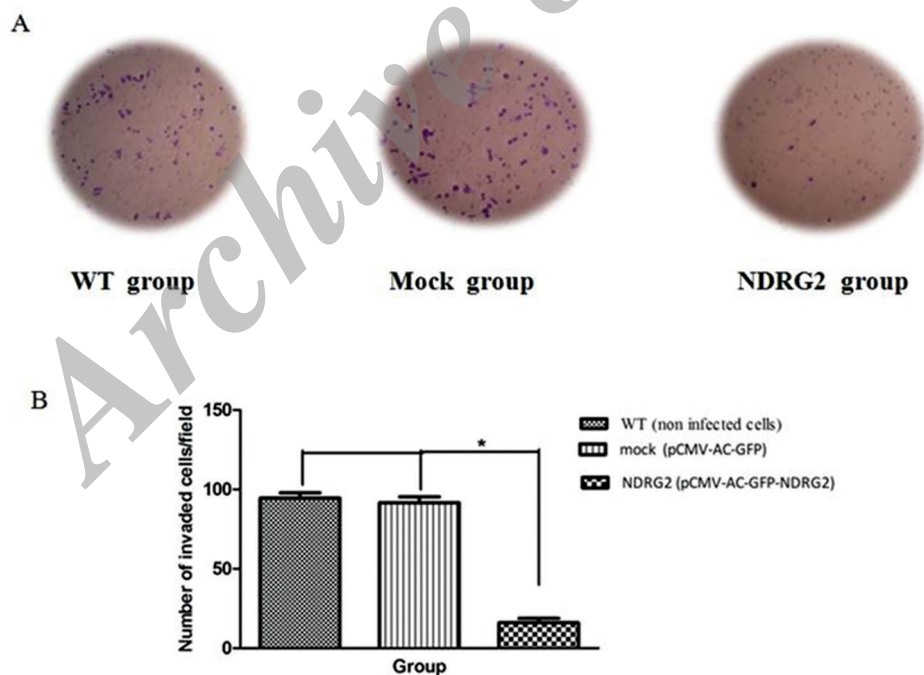 A
Archive of
WT group
Mock group
NDRG2 group
B
Number of invaded cells/field
150
100
50
0
*
Group
WT (non infected cells)
mock (pCMV-AC-GFP)
NDRG2 (pCMV-AC-GFP-NDRG2)